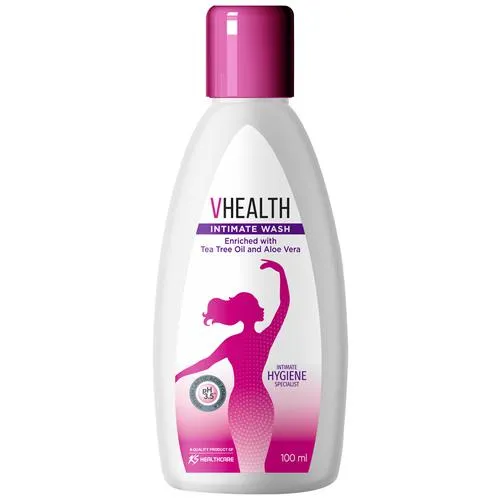 VHEALTH
INTIMATE WASH
Enriched with
Tea Tree Oil and Aloe Vera
INTIMATE
HYGIENE
SPECIALIST
pH
3.5
A QUALITY PRODUCT OF
HEALTHCARE
100 ml